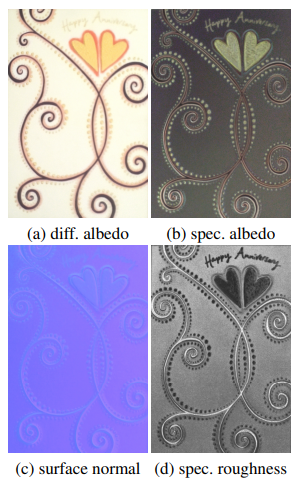 Happy Anniversary
Happy Anniversary
(a) diff. albedo
(b) spec. albedo
Happy Anniversary
(c) surface normal
(d) spec. roughness